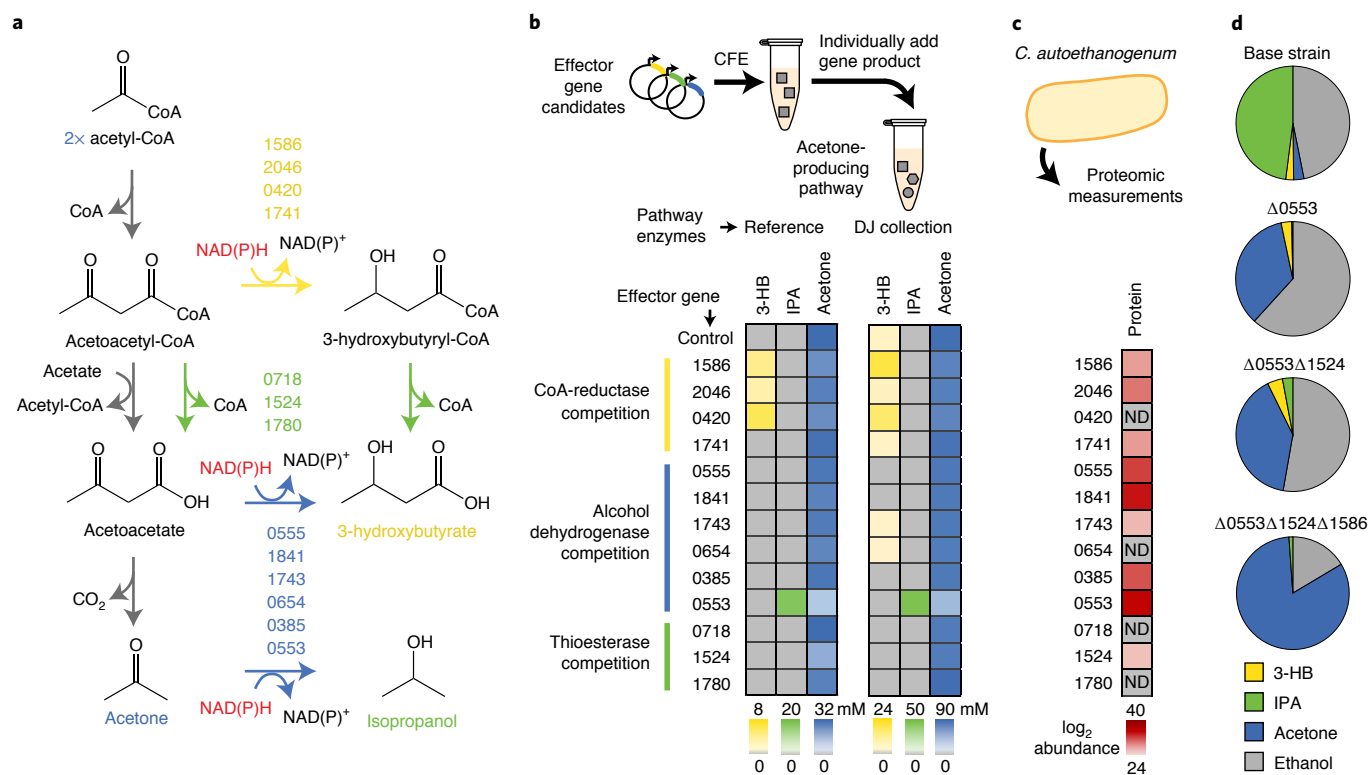 a
O
CoA
2× acetyl-CoA
CoA
1586
2046
0420
1741
NAD(P)H
NAD(P)+
O
O
CoA
Acetoacetyl-CoA
OH
O
CoA
3-hydroxybutyryl-CoA
Acetate
Acetyl-CoA
CoA
0718
1524
1780
CoA
O
O
OH
Acetoacetate
NAD(P)H
NAD(P)+
OH
O
OH
3-hydroxybutyrate
0555
1841
1743
0654
0385
0553
CO2
O
Acetone
NAD(P)H
NAD(P)+
OH
Isopropanol
b
Effector
gene
candidates
CFE
Individually add
gene product
Acetone-
producing
pathway
Pathway
enzymes
Reference
DJ collection
3-HB
IPA
Acetone
3-HB
IPA
Acetone
Effector gene
Control
CoA-reductase
competition
1586
2046
0420
1741
Alcohol
dehydrogenase
competition
0555
1841
1743
0654
0385
0553
Thioesterase
competition
0718
1524
1780
8 20 32 mM 24 50 90 mM
0 0 0 0 0 0
c
C. autoethanogenum
Proteomic
measurements
Protein
1586
2046
0420 ND
1741
0555
1841
1743
0654 ND
0385
0553
0718 ND
1524
1780 ND
40
log2
abundance
24
d
Base strain
Δ0553
Δ0553Δ1524
Δ0553Δ1524Δ1586
3-HB
IPA
Acetone
Ethanol